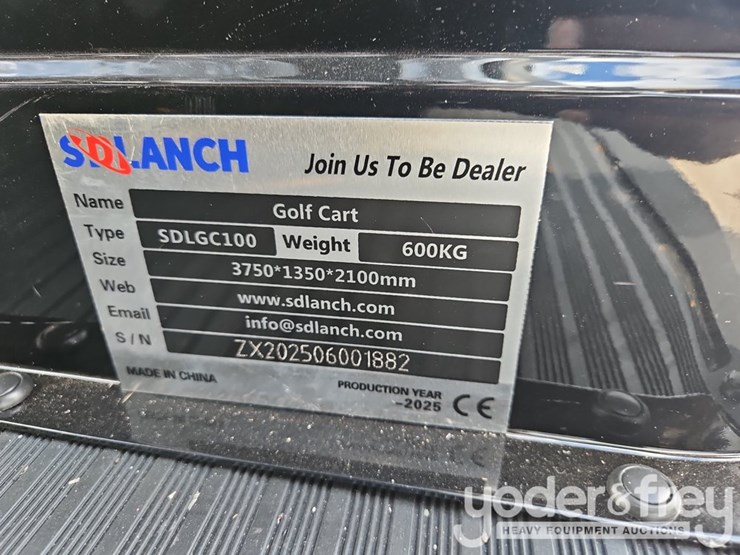 SDLANCH Join Us To Be Dealer
Name Golf Cart
Type SDLGC100 Weight 600KG
Size 3750*1350*2100mm
Web www.sdlanch.com
Email info@sdlanch.com
S/N ZX202506001882
MADE IN CHINA PRODUCTION YEAR
-2025 CE
yoder&frey
HEAVY EQUIPMENT AUCTIONS